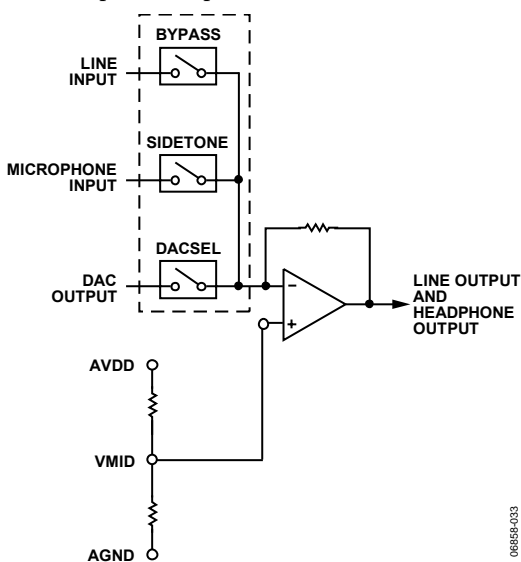 BYPASS
LINE
INPUT
SIDETONE
MICROPHONE
INPUT
DACSEL
DAC
OUTPUT
–
+
LINE OUTPUT
AND
HEADPHONE
OUTPUT
AVDD
VMID
AGND
06858-033